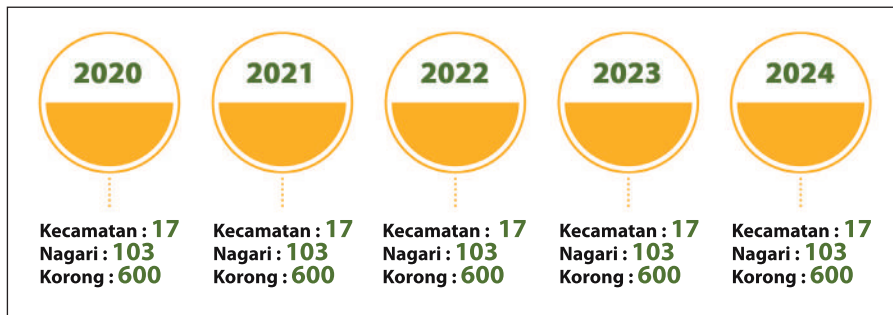 2020
2021
2022
2023
2024
Kecamatan : 17
Nagari : 103
Korong : 600
Kecamatan : 17
Nagari : 103
Korong : 600
Kecamatan : 17
Nagari : 103
Korong : 600
Kecamatan : 17
Nagari : 103
Korong : 600
Kecamatan : 17
Nagari : 103
Korong : 600